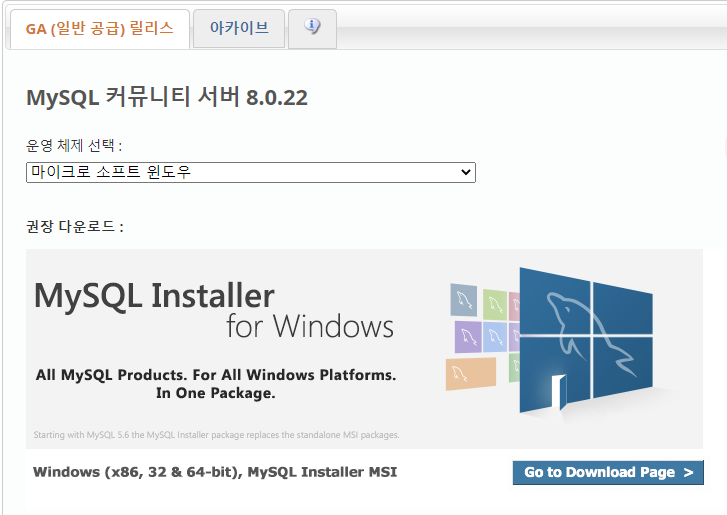 GA (일반 공급) 릴리스
아카이브
MySQL 커뮤니티 서버 8.0.22
운영 체제 선택 :
마이크로 소프트 윈도우
권장 다운로드 :
MySQL Installer
for Windows
All MySQL Products. For All Windows Platforms.
In One Package.
Starting with MySQL 5.6 the MySQL Installer package replaces the standalone MSI packages.
Windows (x86, 32 & 64-bit), MySQL Installer MSI
Go to Download Page >